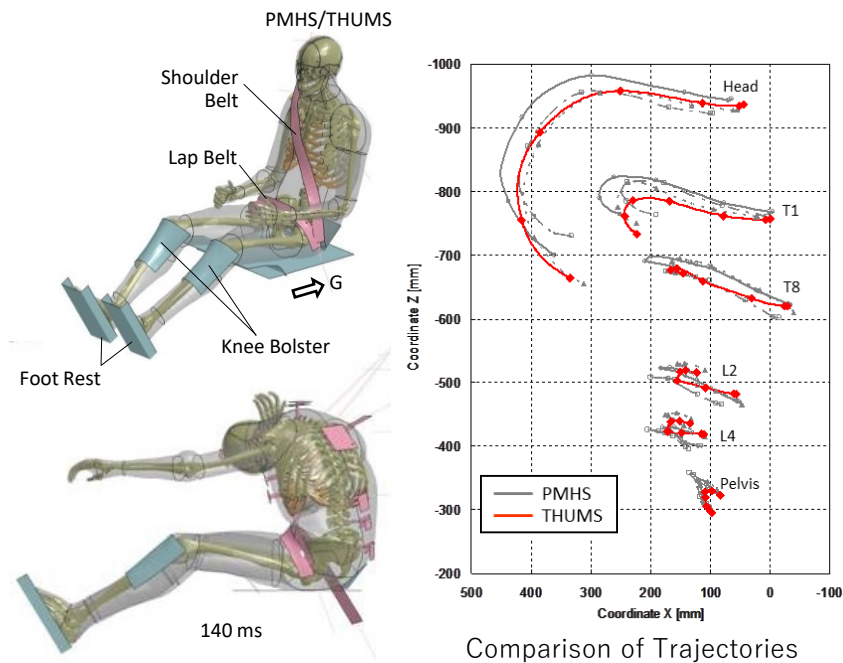 PMHS/THUMS
Shoulder
Belt
Lap Belt
G
Knee Bolster
Foot Rest
140 ms
-1000
-900
-800
-700
-600
-500
-400
-300
-200
Coordinate Z [mm]
Head
T1
T8
L2
L4
Pelvis
PMHS
THUMS
500 400 300 200 100 0 -100
Coordinate X [mm]
Comparison of Trajectories